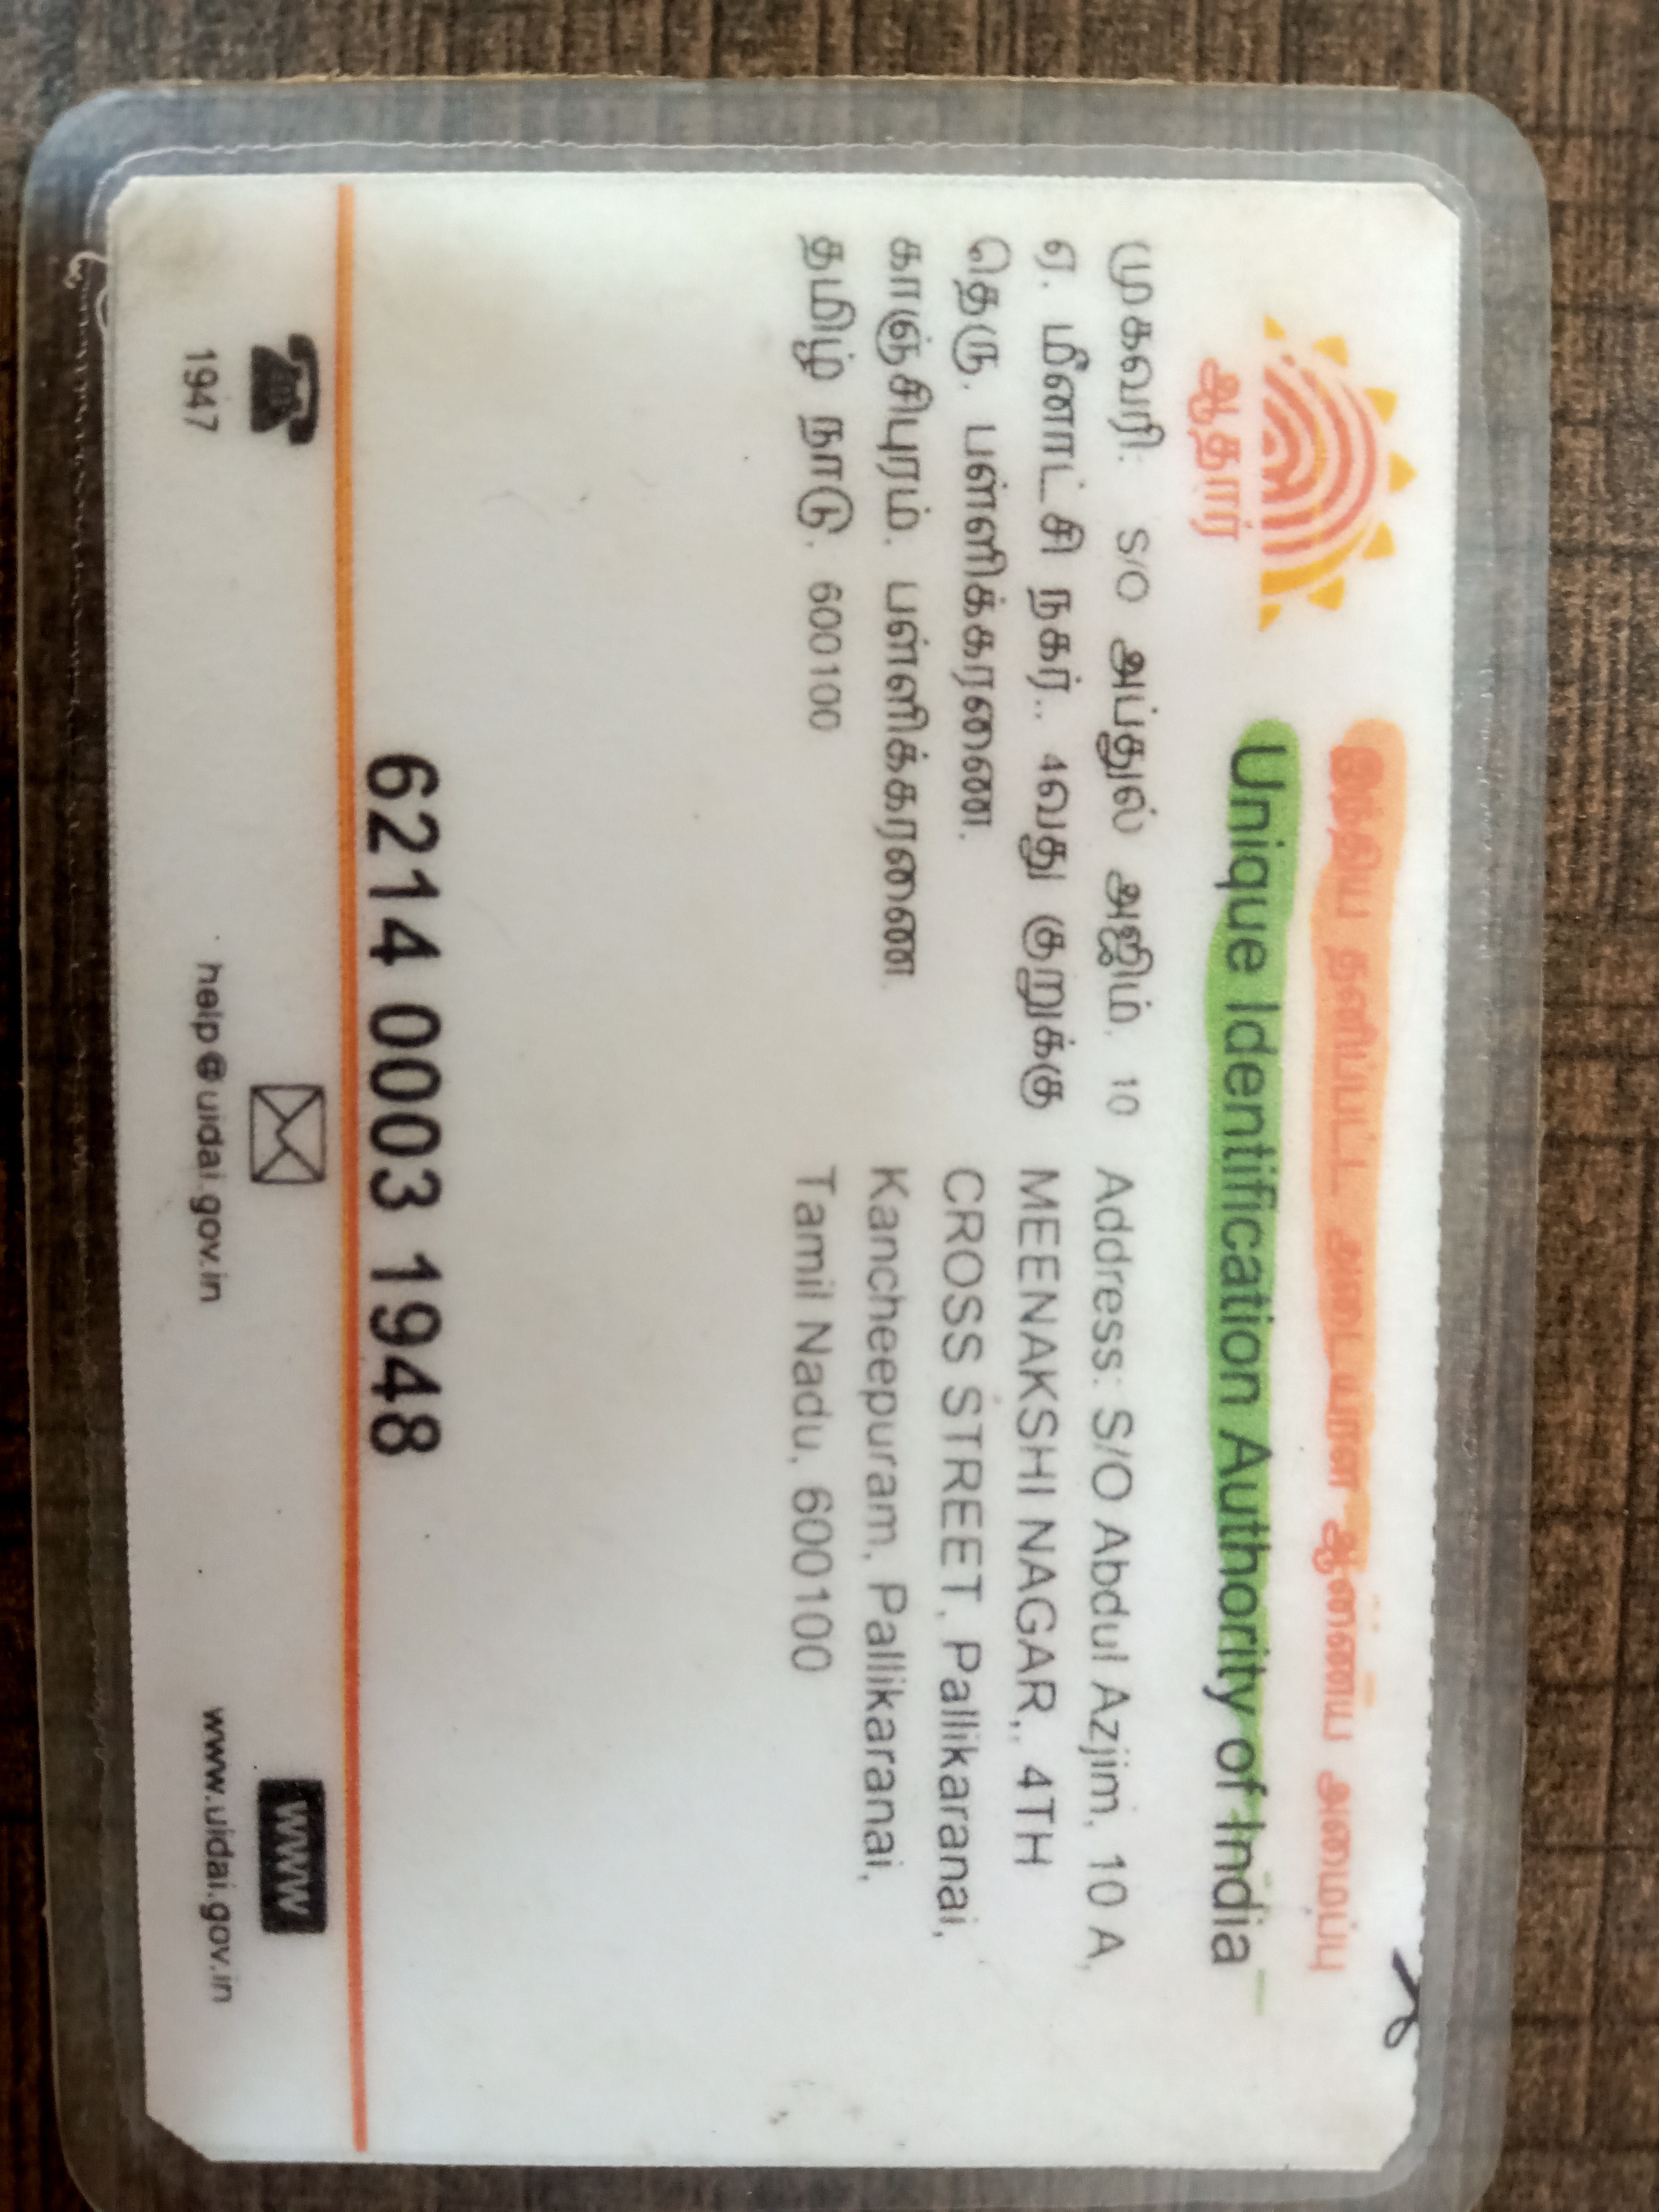 இந்திய தனிப்பட்ட அடையாள ஆணைய அமைப்பு
Unique Identification Authority of India
ஆதார்
முகவரி: S/O அப்துல் அஜிம், 10
ஏ, மீனாட்சி நகர்,, 4வது குறுக்கு
தெரு, பள்ளிக்கரணை,
காஞ்சிபுரம், பள்ளிக்கரணை,
தமிழ் நாடு, 600100
Address: S/O Abdul Azjim, 10 A,
MEENAKSHI NAGAR,, 4TH
CROSS STREET, Pallikaranai,
Kancheepuram, Pallikaranai,
Tamil Nadu, 600100
6214 0003 1948
1947
help@uidai.gov.in
WWW
www.uidai.gov.in